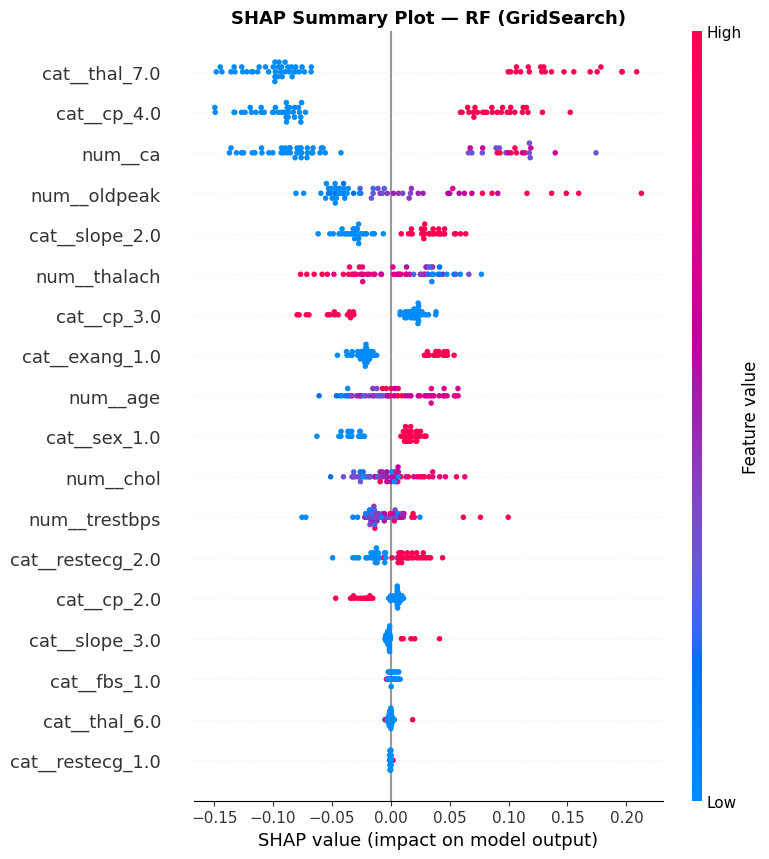 SHAP Summary Plot — RF (GridSearch)
High
cat__thal_7.0
cat__cp_4.0
num__ca
num__oldpeak
cat__slope_2.0
num__thalach
cat__cp_3.0
cat__exang_1.0
num__age
cat__sex_1.0
num__chol
num__trestbps
cat__restecg_2.0
cat__cp_2.0
cat__slope_3.0
cat__fbs_1.0
cat__thal_6.0
cat__restecg_1.0
Feature value
Low
−0.15 −0.10 −0.05 0.00 0.05 0.10 0.15 0.20
SHAP value (impact on model output)